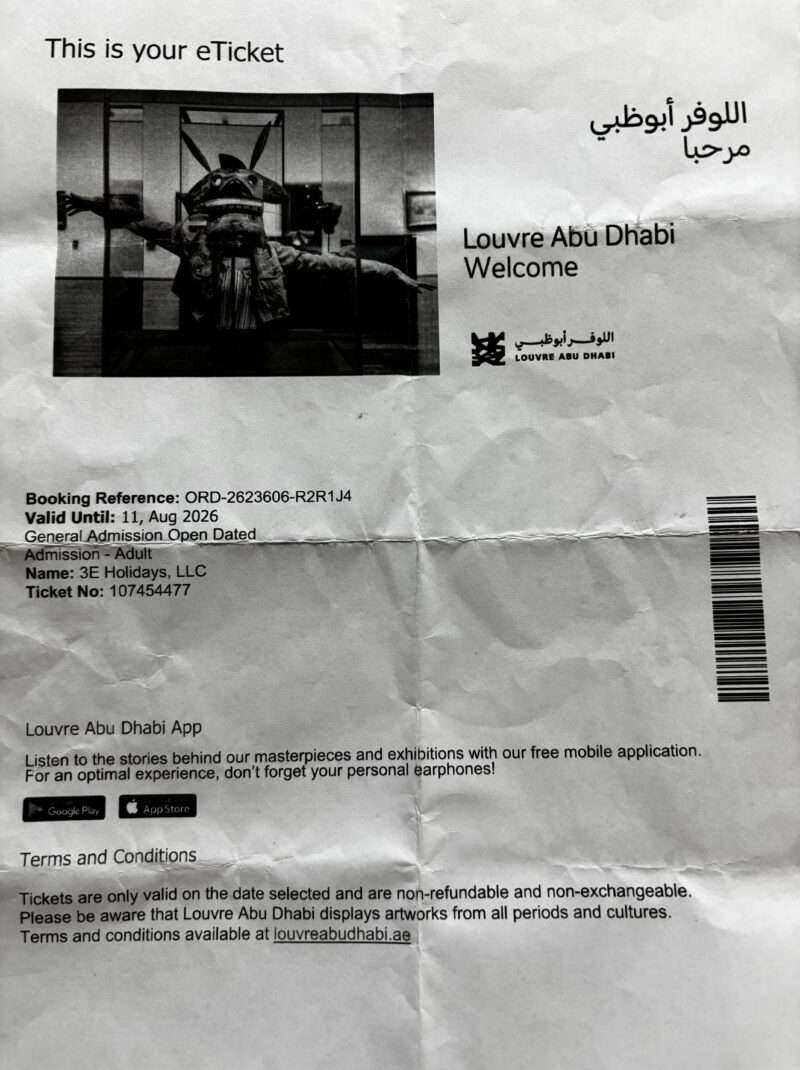 This is your eTicket
اللوفر أبوظبي
مرحبا
Louvre Abu Dhabi
Welcome
اللوفر أبوظبي
LOUVRE ABU DHABI
Booking Reference: ORD-2623606-R2R1J4
Valid Until: 11, Aug 2026
General Admission Open Dated
Admission - Adult
Name: 3E Holidays, LLC
Ticket No: 107454477
Louvre Abu Dhabi App
Listen to the stories behind our masterpieces and exhibitions with our free mobile application.
For an optimal experience, don't forget your personal earphones!
Google Play App Store
Terms and Conditions
Tickets are only valid on the date selected and are non-refundable and non-exchangeable.
Please be aware that Louvre Abu Dhabi displays artworks from all periods and cultures.
Terms and conditions available at louvreabudhabi.ae